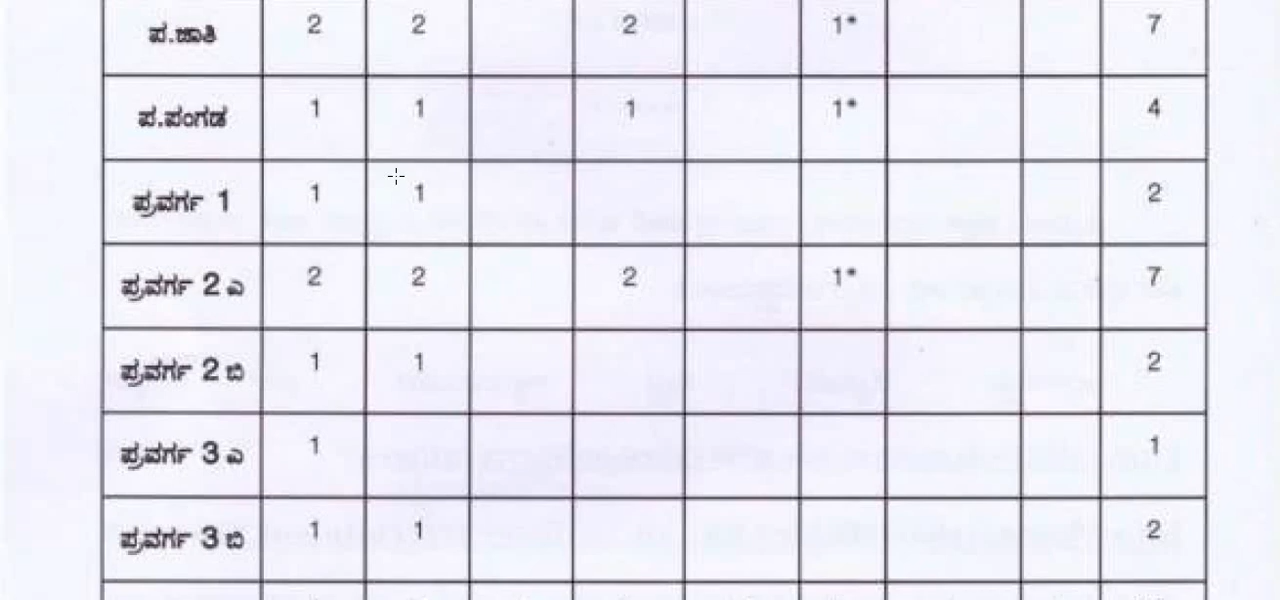 ಪ.ಜಾತಿ 2 2 2 1* 7
ಪ.ಪಂಗಡ 1 1 1 1* 4
ಪ್ರವರ್ಗ 1 1 1 2
ಪ್ರವರ್ಗ 2 ಎ 2 2 2 1* 7
ಪ್ರವರ್ಗ 2 ಬಿ 1 1 2
ಪ್ರವರ್ಗ 3 ಎ 1 1
ಪ್ರವರ್ಗ 3 ಬಿ 1 1 2